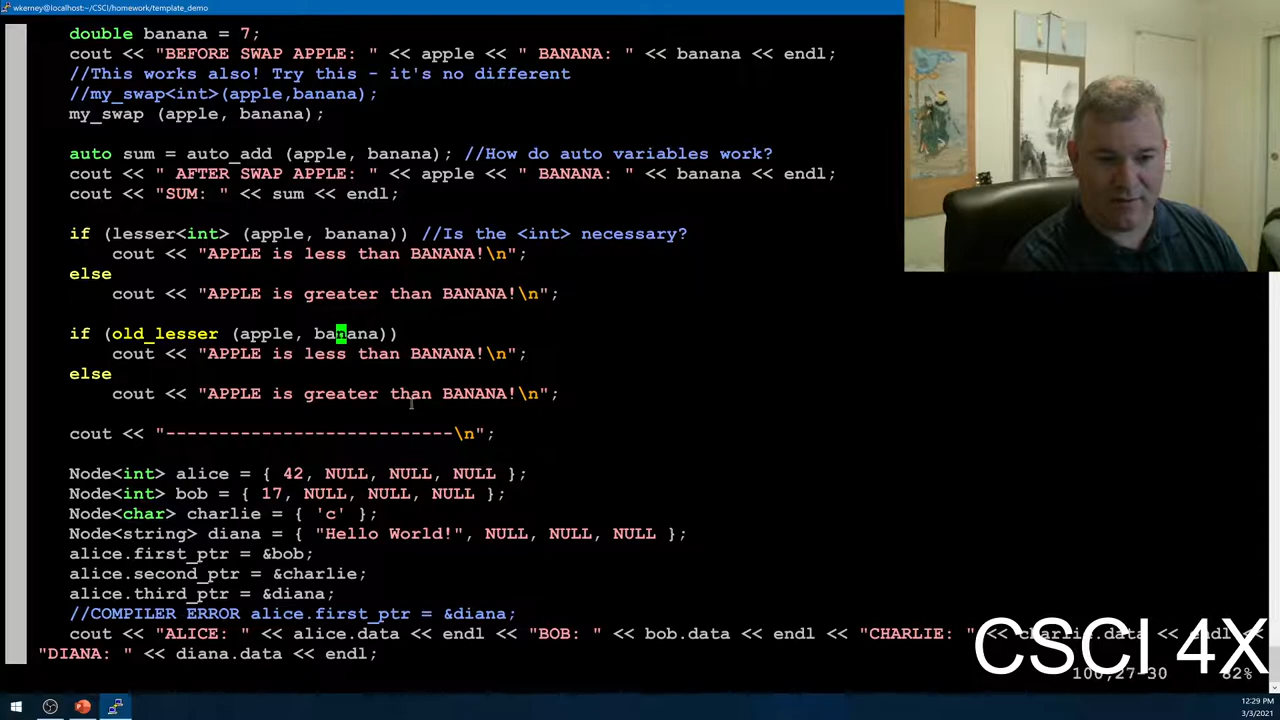 wkerney@localhost:~/CSCI/homework/template_demo
double banana = 7;
cout << "BEFORE SWAP APPLE: " << apple << " BANANA: " << banana << endl;
//This works also! Try this - it's no different
//my_swap<int>(apple,banana);
my_swap (apple, banana);
auto sum = auto_add (apple, banana); //How do auto variables work?
cout << " AFTER SWAP APPLE: " << apple << " BANANA: " << banana << endl;
cout << "SUM: " << sum << endl;
if (lesser<int> (apple, banana)) //Is the <int> necessary?
cout << "APPLE is less than BANANA!\n";
else
cout << "APPLE is greater than BANANA!\n";
if (old_lesser (apple, banana))
cout << "APPLE is less than BANANA!\n";
else
cout << "APPLE is greater than BANANA!\n";
cout << "---------------------------\n";
Node<int> alice = { 42, NULL, NULL, NULL };
Node<int> bob = { 17, NULL, NULL, NULL };
Node<char> charlie = { 'c' };
Node<string> diana = { "Hello World!", NULL, NULL, NULL };
alice.first_ptr = &bob;
alice.second_ptr = &charlie;
alice.third_ptr = &diana;
//COMPILER ERROR alice.first_ptr = &diana;
cout << "ALICE: " << alice.data << endl << "BOB: " << bob.data << endl << "CHARLIE: " << charlie.data << endl <<
"DIANA: " << diana.data << endl;
CSCI 4X
100,27-30 82%
12:29 PM
3/3/2021